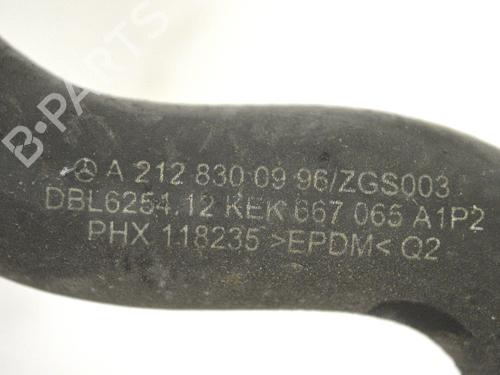 B-PARTS
A 212 830 09 96/ZGS003
DBL6254.12 KEK 667 065 A1P2
PHX 118235 >EPDM< Q2